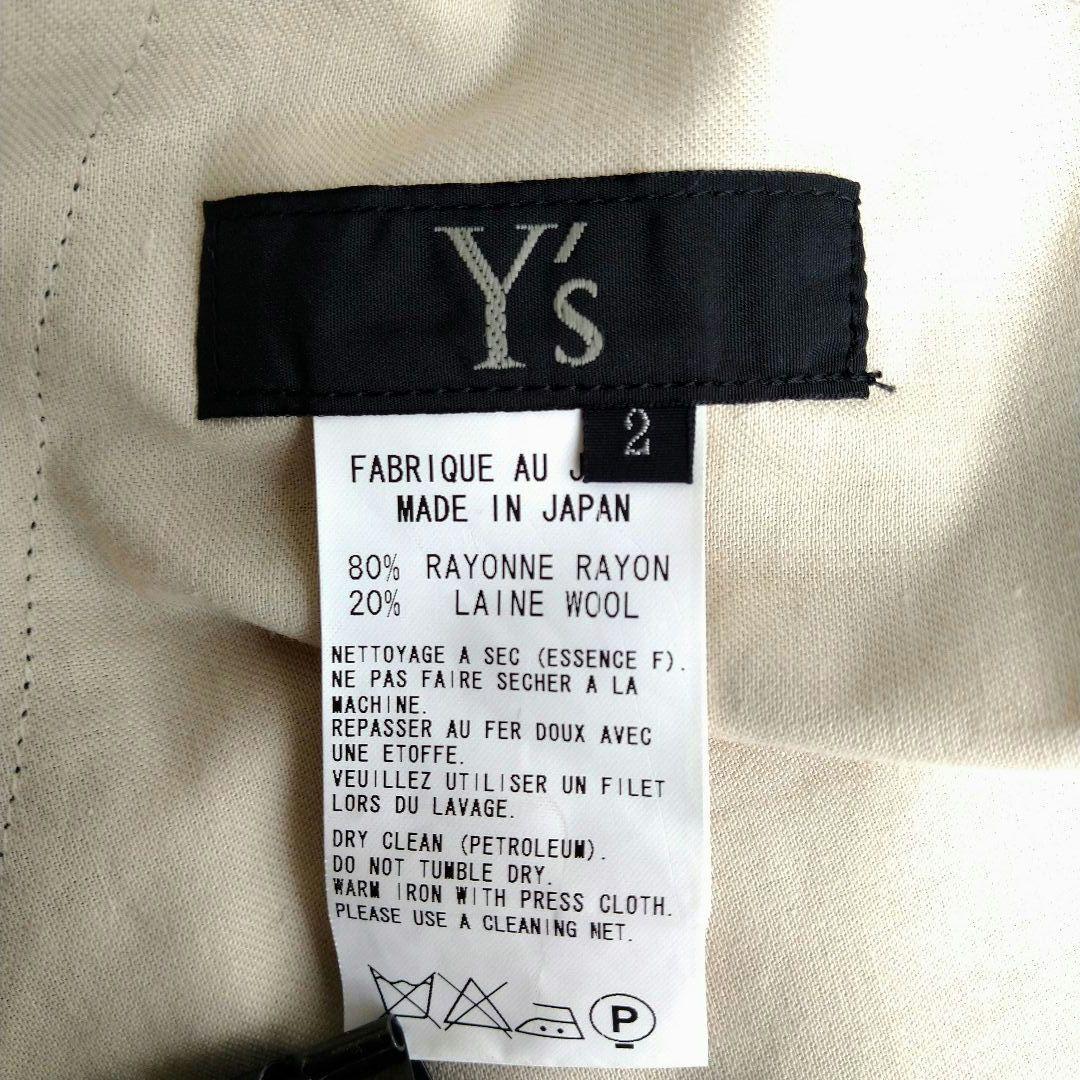 Y's
2
FABRIQUE AU J
MADE IN JAPAN
80% RAYONNE RAYON
20% LAINE WOOL
NETTOYAGE A SEC (ESSENCE F).
NE PAS FAIRE SECHER A LA
MACHINE.
REPASSER AU FER DOUX AVEC
UNE ETOFFE.
VEUILLEZ UTILISER UN FILET
LORS DU LAVAGE.
DRY CLEAN (PETROLEUM).
DO NOT TUMBLE DRY.
WARM IRON WITH PRESS CLOTH.
PLEASE USE A CLEANING NET.
P